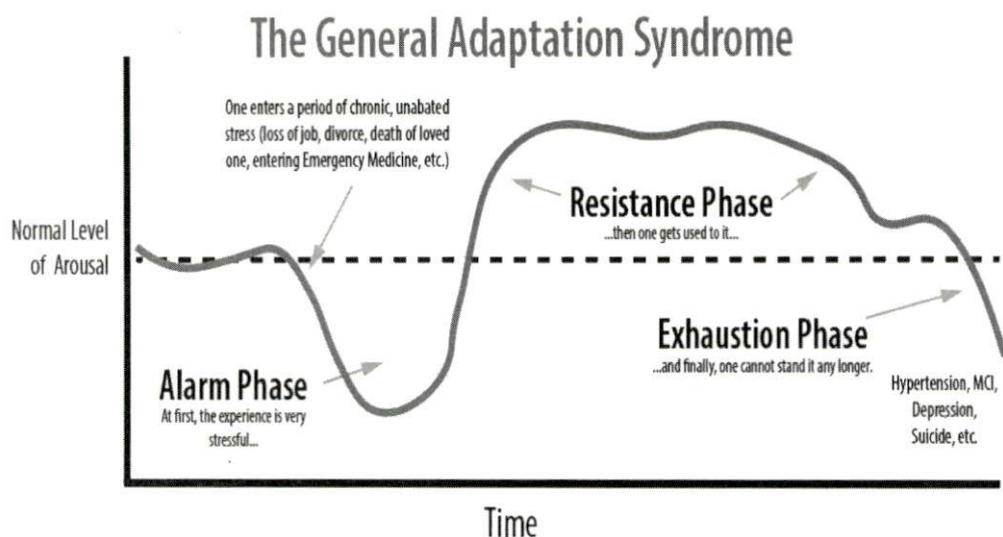 The General Adaptation Syndrome
One enters a period of chronic, unabated
stress (loss of job, divorce, death of loved
one, entering Emergency Medicine, etc.)
Normal Level
of Arousal
Resistance Phase
...then one gets used to it...
Alarm Phase
At first, the experience is very
stressful...
Exhaustion Phase
...and finally, one cannot stand it any longer.
Hypertension, MCI,
Depression,
Suicide, etc.
Time